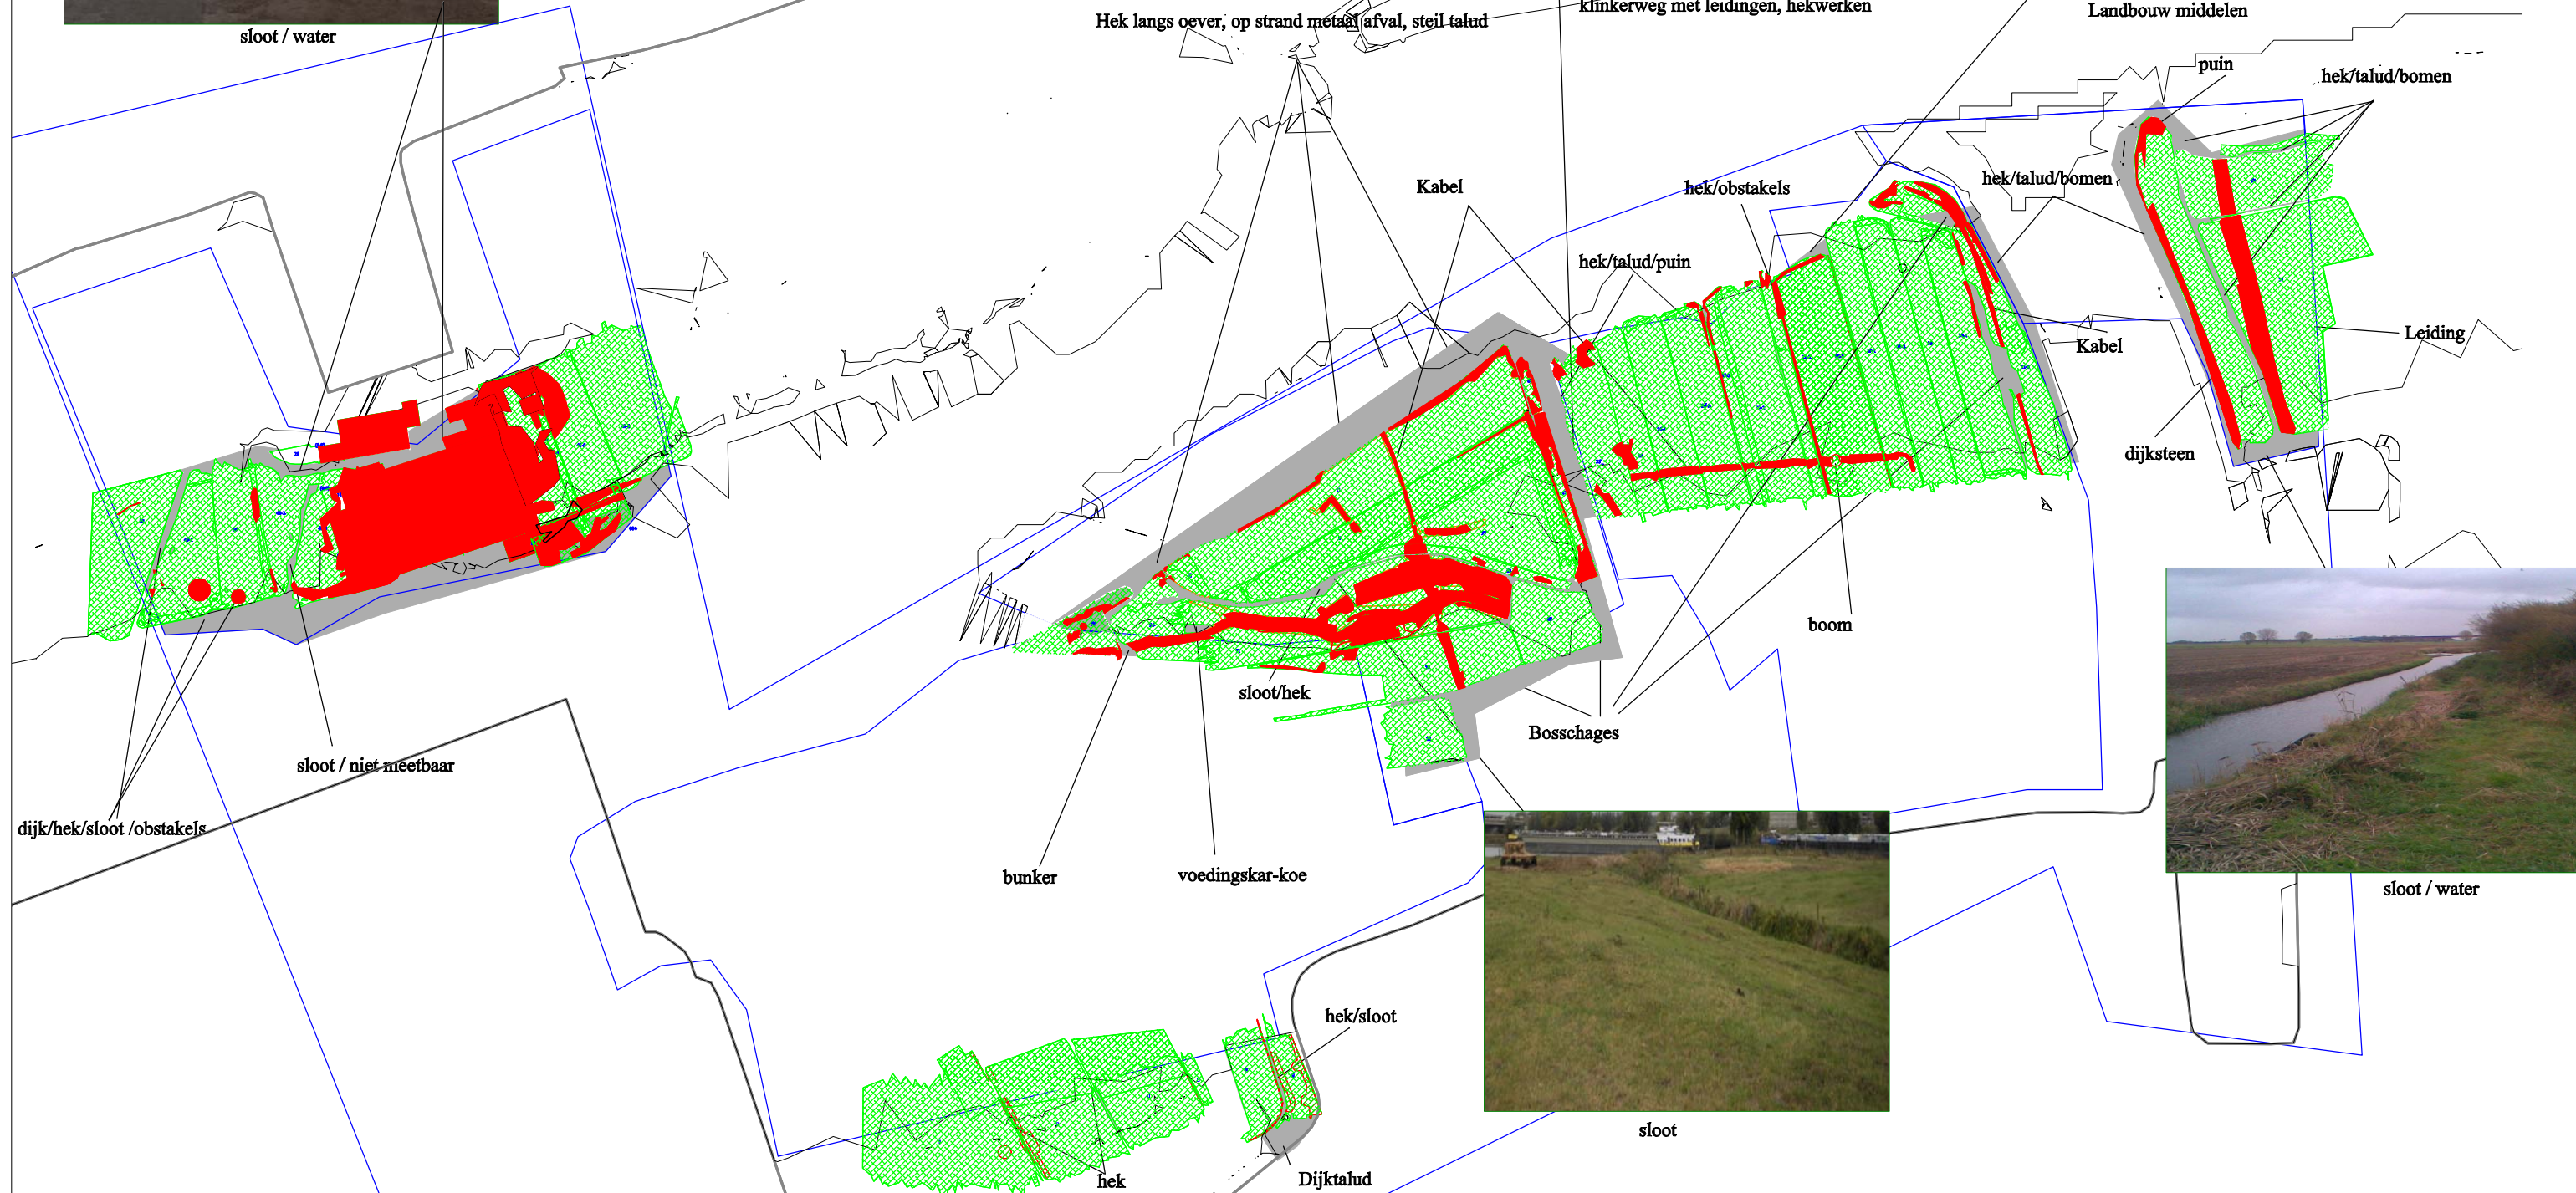 klinkerweg met leidingen, hekwerken
Landbouw middelen
Hek langs oever, op strand metaal afval, steil talud
sloot / water
puin
hek/talud/bomen
Kabel
hek/obstakels
hek/talud/bomen
hek/talud/puin
Leiding
Kabel
dijksteen
boom
sloot/hek
Bosschages
sloot / niet meetbaar
dijk/hek/sloot /obstakels
bunker
voedingskar-koe
sloot / water
hek/sloot
sloot
hek
Dijktalud